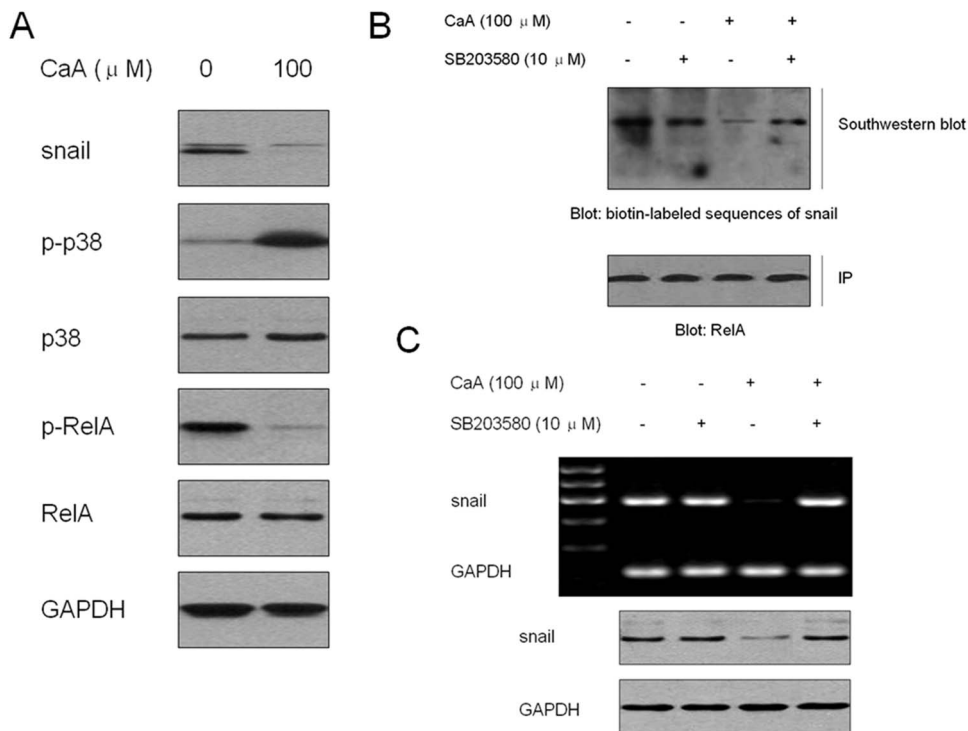 A
CaA (μ M) 0 100
snail
p-p38
p38
p-RelA
RelA
GAPDH
B
CaA (100 μ M) - - + +
SB203580 (10 μ M) - + - +
Southwestern blot
Blot: biotin-labeled sequences of snail
IP
Blot: RelA
C
CaA (100 μ M) - - + +
SB203580 (10 μ M) - + - +
snail
GAPDH
snail
GAPDH